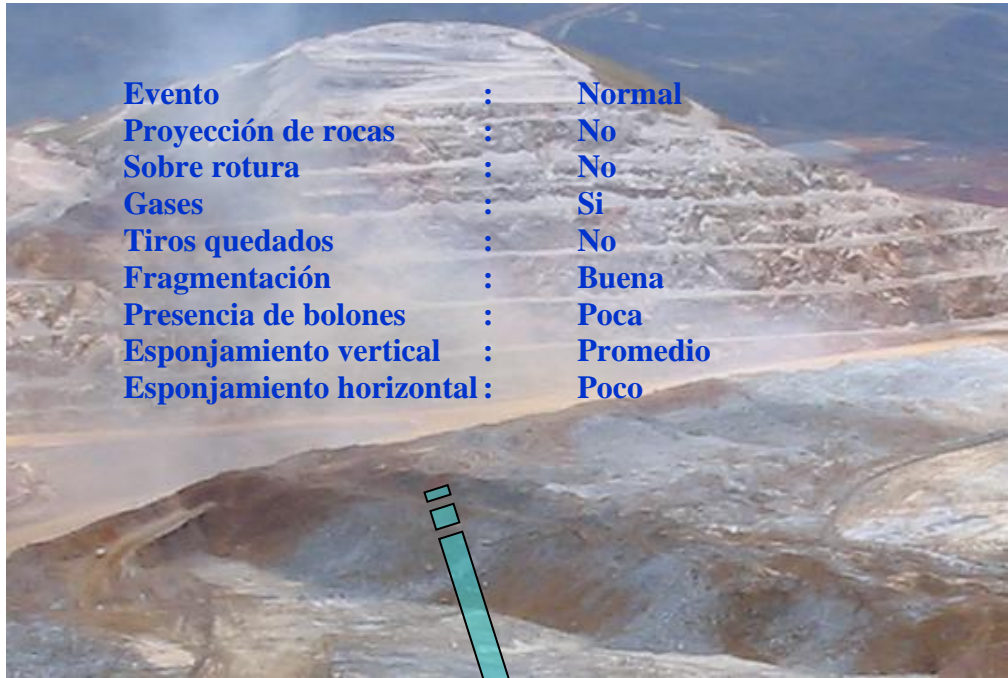 Evento : Normal
Proyección de rocas : No
Sobre rotura : No
Gases : Si
Tiros quedados : No
Fragmentación : Buena
Presencia de bolones : Poca
Esponjamiento vertical : Promedio
Esponjamiento horizontal : Poco